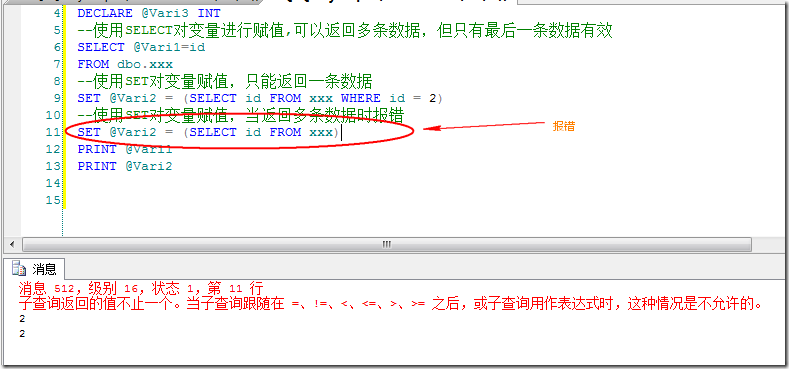 4 DECLARE @Vari3 INT
5 --使用SELECT对变量进行赋值,可以返回多条数据，但只有最后一条数据有效
6 SELECT @Vari1=id
7 FROM dbo.xxx
8 --使用SET对变量赋值，只能返回一条数据
9 SET @Vari2 = (SELECT id FROM xxx WHERE id = 2)
10 --使用SET对变量赋值，当返回多条数据时报错
11 SET @Vari2 = (SELECT id FROM xxx)
报错
12 PRINT @Vari1
13 PRINT @Vari2
14
15
消息
消息 512，级别 16，状态 1，第 11 行
子查询返回的值不止一个。当子查询跟随在 =、!=、<、<=、>、>= 之后，或子查询用作表达式时，这种情况是不允许的。
2
2